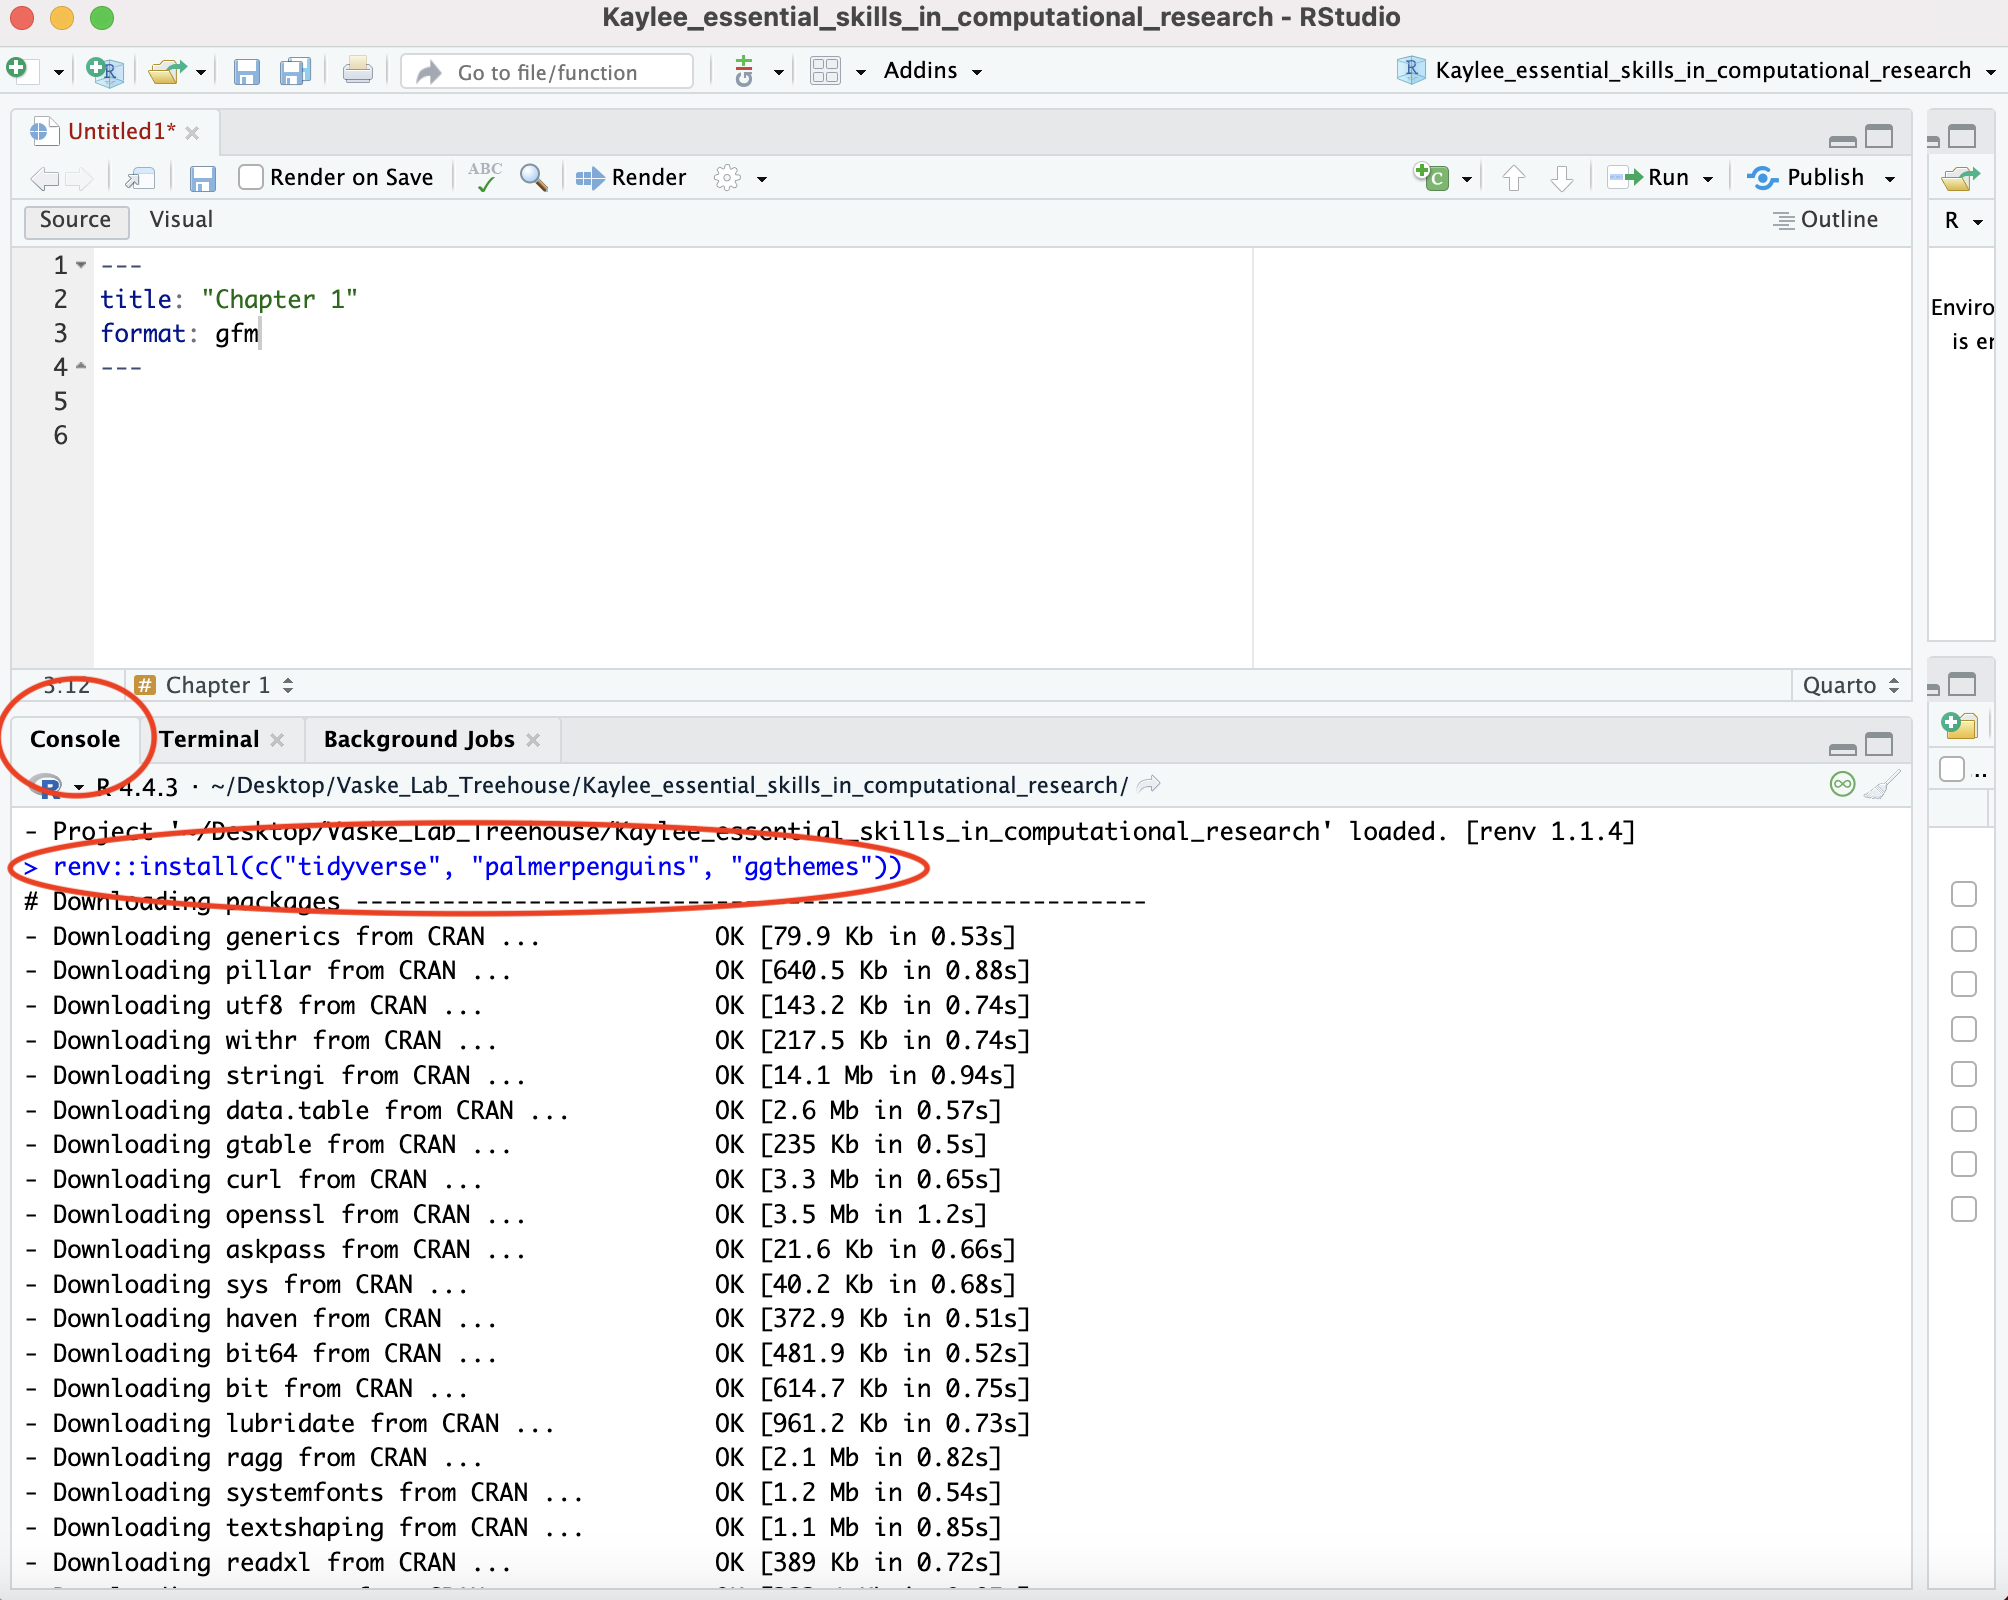 Kaylee_essential_skills_in_computational_research - RStudio
Go to file/function
Addins
Kaylee_essential_skills_in_computational_research
Untitled1*
Render on Save
ABC
Render
Run
Publish
Source
Visual
Outline
R
1 ---
2 title: "Chapter 1"
3 format: gfm
4 ---
5
6
Enviro
is er
3:12
# Chapter 1
Quarto
Console
Terminal
Background Jobs
R 4.4.3 · ~/Desktop/Vaske_Lab_Treehouse/Kaylee_essential_skills_in_computational_research/
- Project '~/Desktop/Vaske_Lab_Treehouse/Kaylee_essential_skills_in_computational_research' loaded. [renv 1.1.4]
> renv::install(c("tidyverse", "palmerpenguins", "ggthemes"))
# Downloading packages -------------------------------------------------------
- Downloading generics from CRAN ... OK [79.9 Kb in 0.53s]
- Downloading pillar from CRAN ... OK [640.5 Kb in 0.88s]
- Downloading utf8 from CRAN ... OK [143.2 Kb in 0.74s]
- Downloading withr from CRAN ... OK [217.5 Kb in 0.74s]
- Downloading stringi from CRAN ... OK [14.1 Mb in 0.94s]
- Downloading data.table from CRAN ... OK [2.6 Mb in 0.57s]
- Downloading gtable from CRAN ... OK [235 Kb in 0.5s]
- Downloading curl from CRAN ... OK [3.3 Mb in 0.65s]
- Downloading openssl from CRAN ... OK [3.5 Mb in 1.2s]
- Downloading askpass from CRAN ... OK [21.6 Kb in 0.66s]
- Downloading sys from CRAN ... OK [40.2 Kb in 0.68s]
- Downloading haven from CRAN ... OK [372.9 Kb in 0.51s]
- Downloading bit64 from CRAN ... OK [481.9 Kb in 0.52s]
- Downloading bit from CRAN ... OK [614.7 Kb in 0.75s]
- Downloading lubridate from CRAN ... OK [961.2 Kb in 0.73s]
- Downloading ragg from CRAN ... OK [2.1 Mb in 0.82s]
- Downloading systemfonts from CRAN ... OK [1.2 Mb in 0.54s]
- Downloading textshaping from CRAN ... OK [1.1 Mb in 0.85s]
- Downloading readxl from CRAN ... OK [389 Kb in 0.72s]